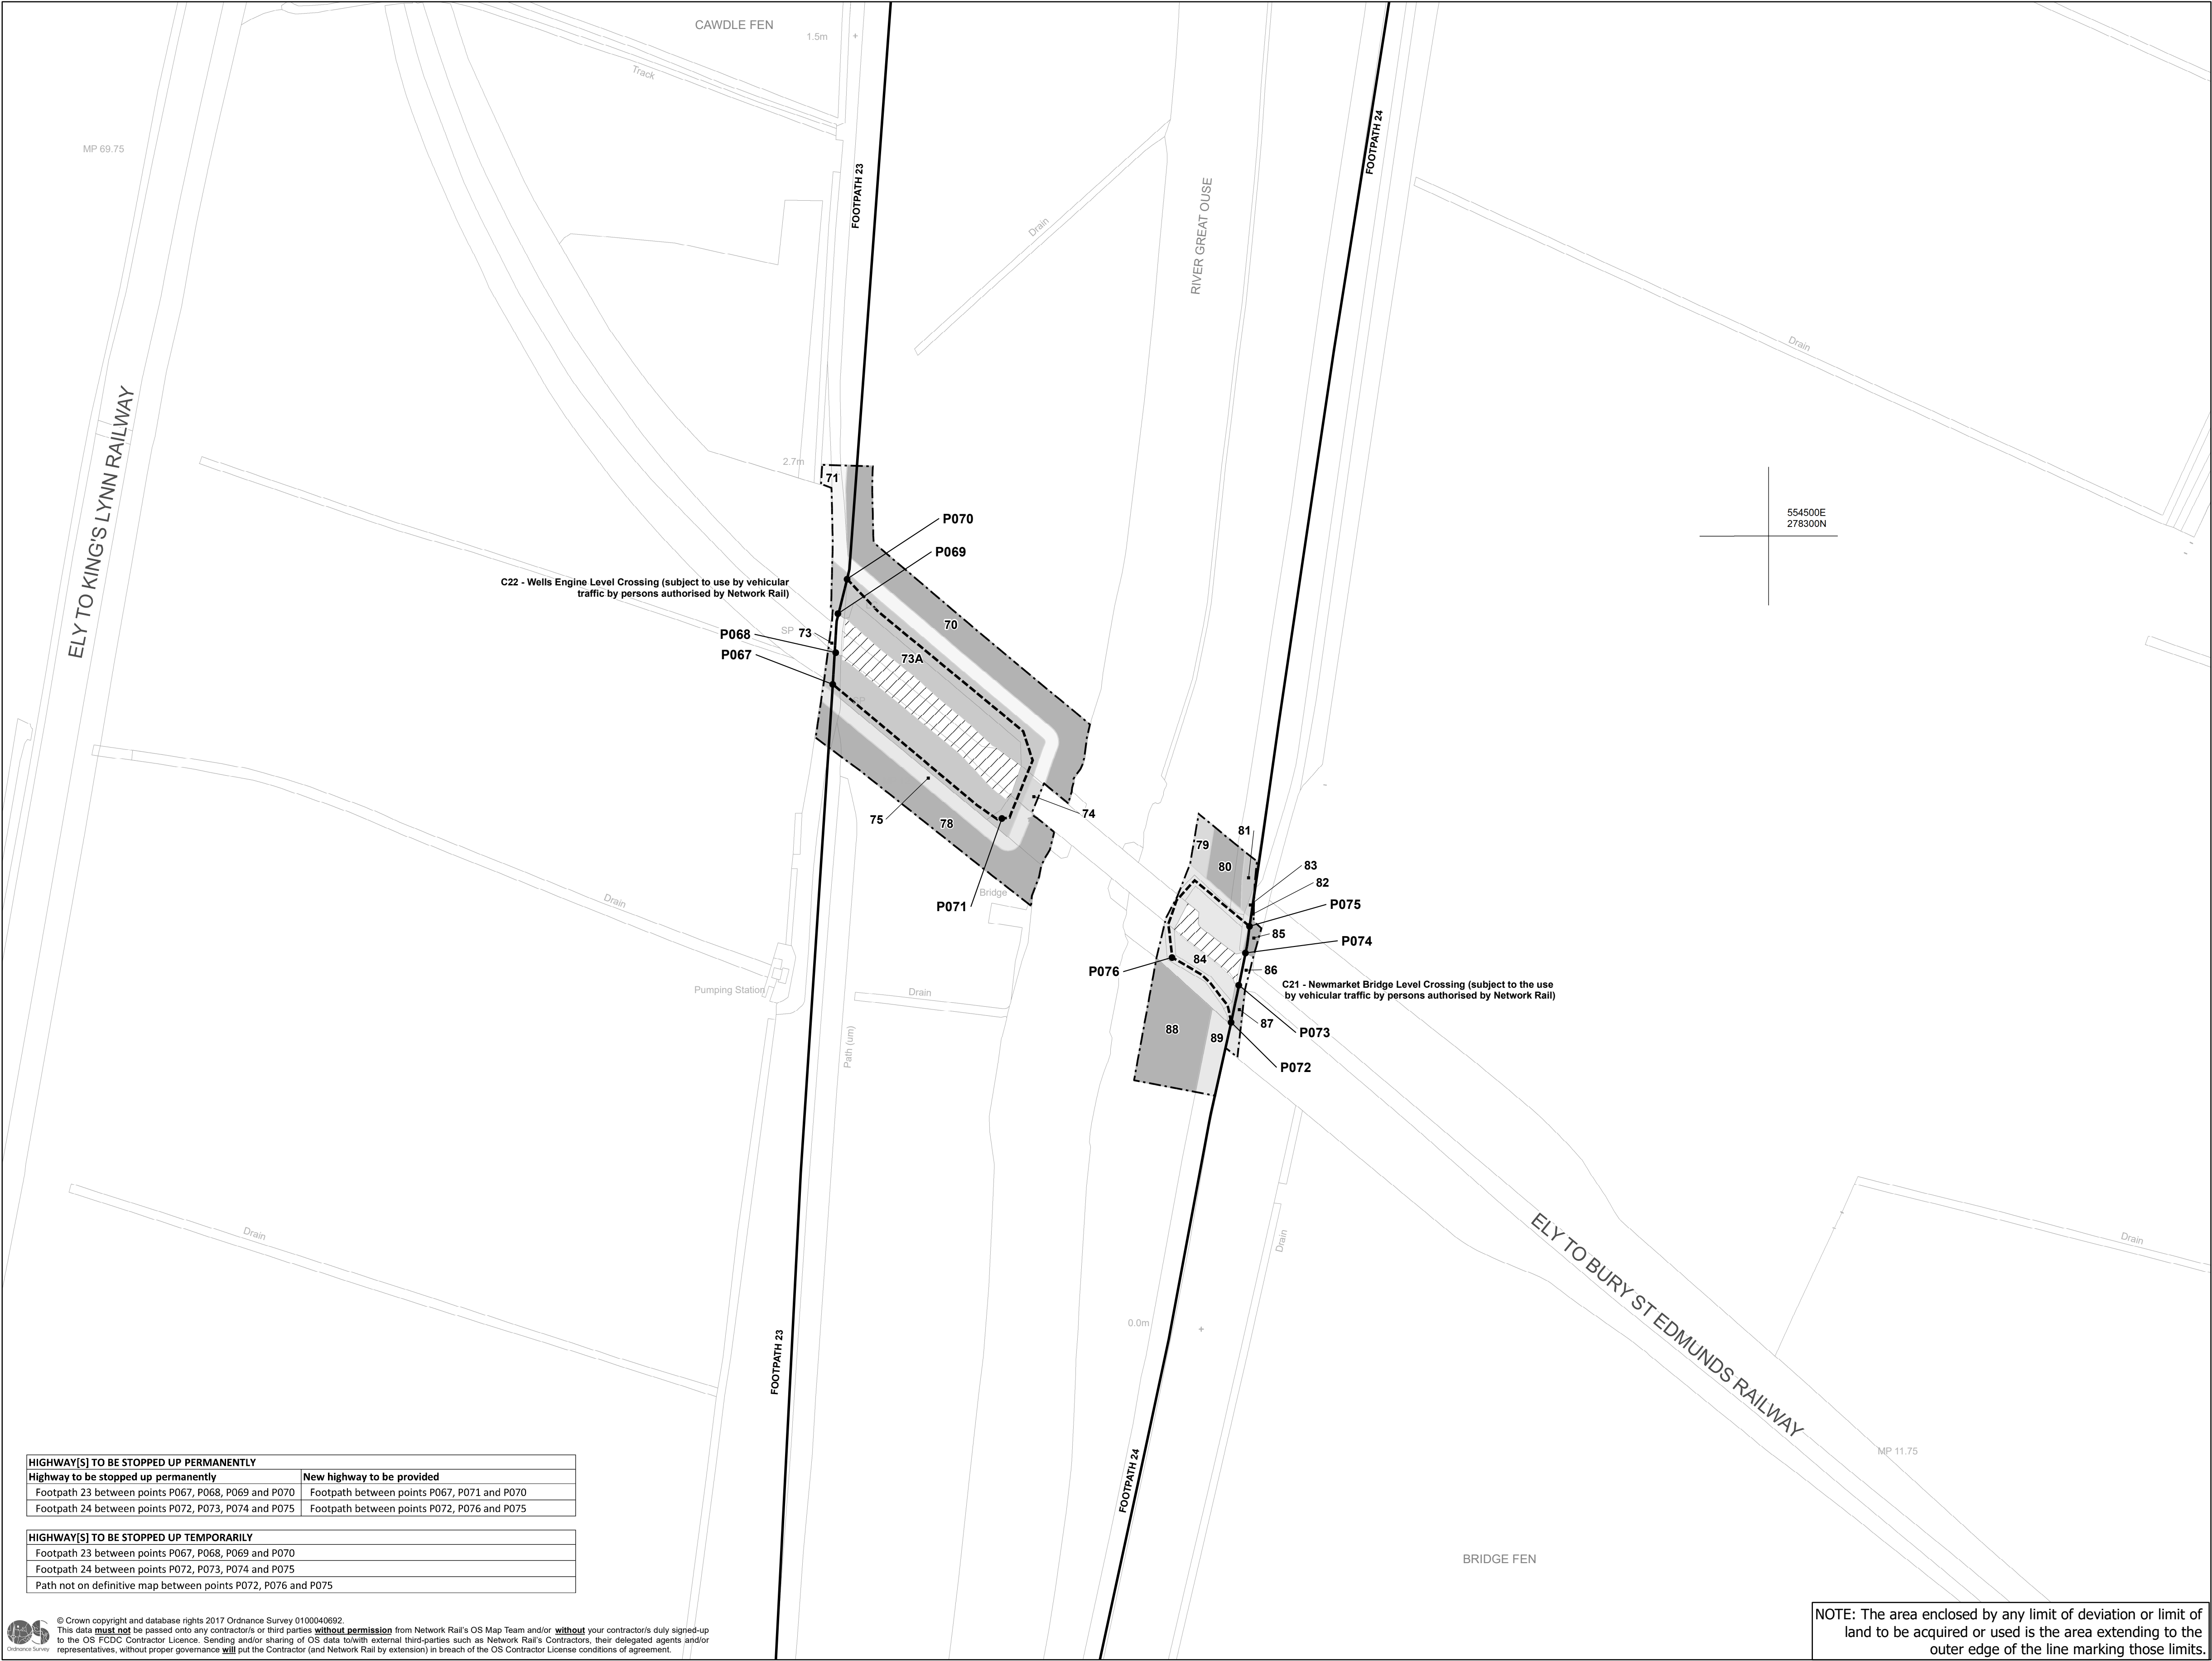 CAWDLE FEN
1.5m
Track
MP 69.75
FOOTPATH 23
FOOTPATH 24
Drain
RIVER GREAT OUSE
Drain
ELY TO KING'S LYNN RAILWAY
2.7m
71
P070
P069
554500E
278300N
C22 - Wells Engine Level Crossing (subject to use by vehicular
traffic by persons authorised by Network Rail)
70
SP
73
P068
P067
73A
SP
74
75
78
81
79
80
83
82
P075
85
P074
86
84
P076
C21 - Newmarket Bridge Level Crossing (subject to the use
by vehicular traffic by persons authorised by Network Rail)
87
88
89
P073
P072
Bridge
P071
Drain
Pumping Station
Drain
Path (um)
Drain
Drain
Drain
0.0m
ELY TO BURY ST EDMUNDS RAILWAY
MP 11.75
FOOTPATH 23
FOOTPATH 24
BRIDGE FEN
HIGHWAY[S] TO BE STOPPED UP PERMANENTLY
Highway to be stopped up permanently New highway to be provided
Footpath 23 between points P067, P068, P069 and P070 Footpath between points P067, P071 and P070
Footpath 24 between points P072, P073, P074 and P075 Footpath between points P072, P076 and P075
HIGHWAY[S] TO BE STOPPED UP TEMPORARILY
Footpath 23 between points P067, P068, P069 and P070
Footpath 24 between points P072, P073, P074 and P075
Path not on definitive map between points P072, P076 and P075
Ordnance Survey
© Crown copyright and database rights 2017 Ordnance Survey 0100040692.
This data must not be passed onto any contractor/s or third parties without permission from Network Rail's OS Map Team and/or without your contractor/s duly signed-up
to the OS FCDC Contractor Licence. Sending and/or sharing of OS data to/with external third-parties such as Network Rail's Contractors, their delegated agents and/or
representatives, without proper governance will put the Contractor (and Network Rail by extension) in breach of the OS Contractor License conditions of agreement.
NOTE: The area enclosed by any limit of deviation or limit of
land to be acquired or used is the area extending to the
outer edge of the line marking those limits.